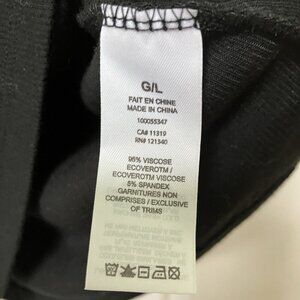 G/L
FAIT EN CHINE
MADE IN CHINA
100055347
CA# 11319
RN# 121340
95% VISCOSE
ECOVEROTM /
ECOVEROTM VISCOSE
5% SPANDEX
GARNITURES NON
COMPRISES / EXCLUSIVE
OF TRIMS